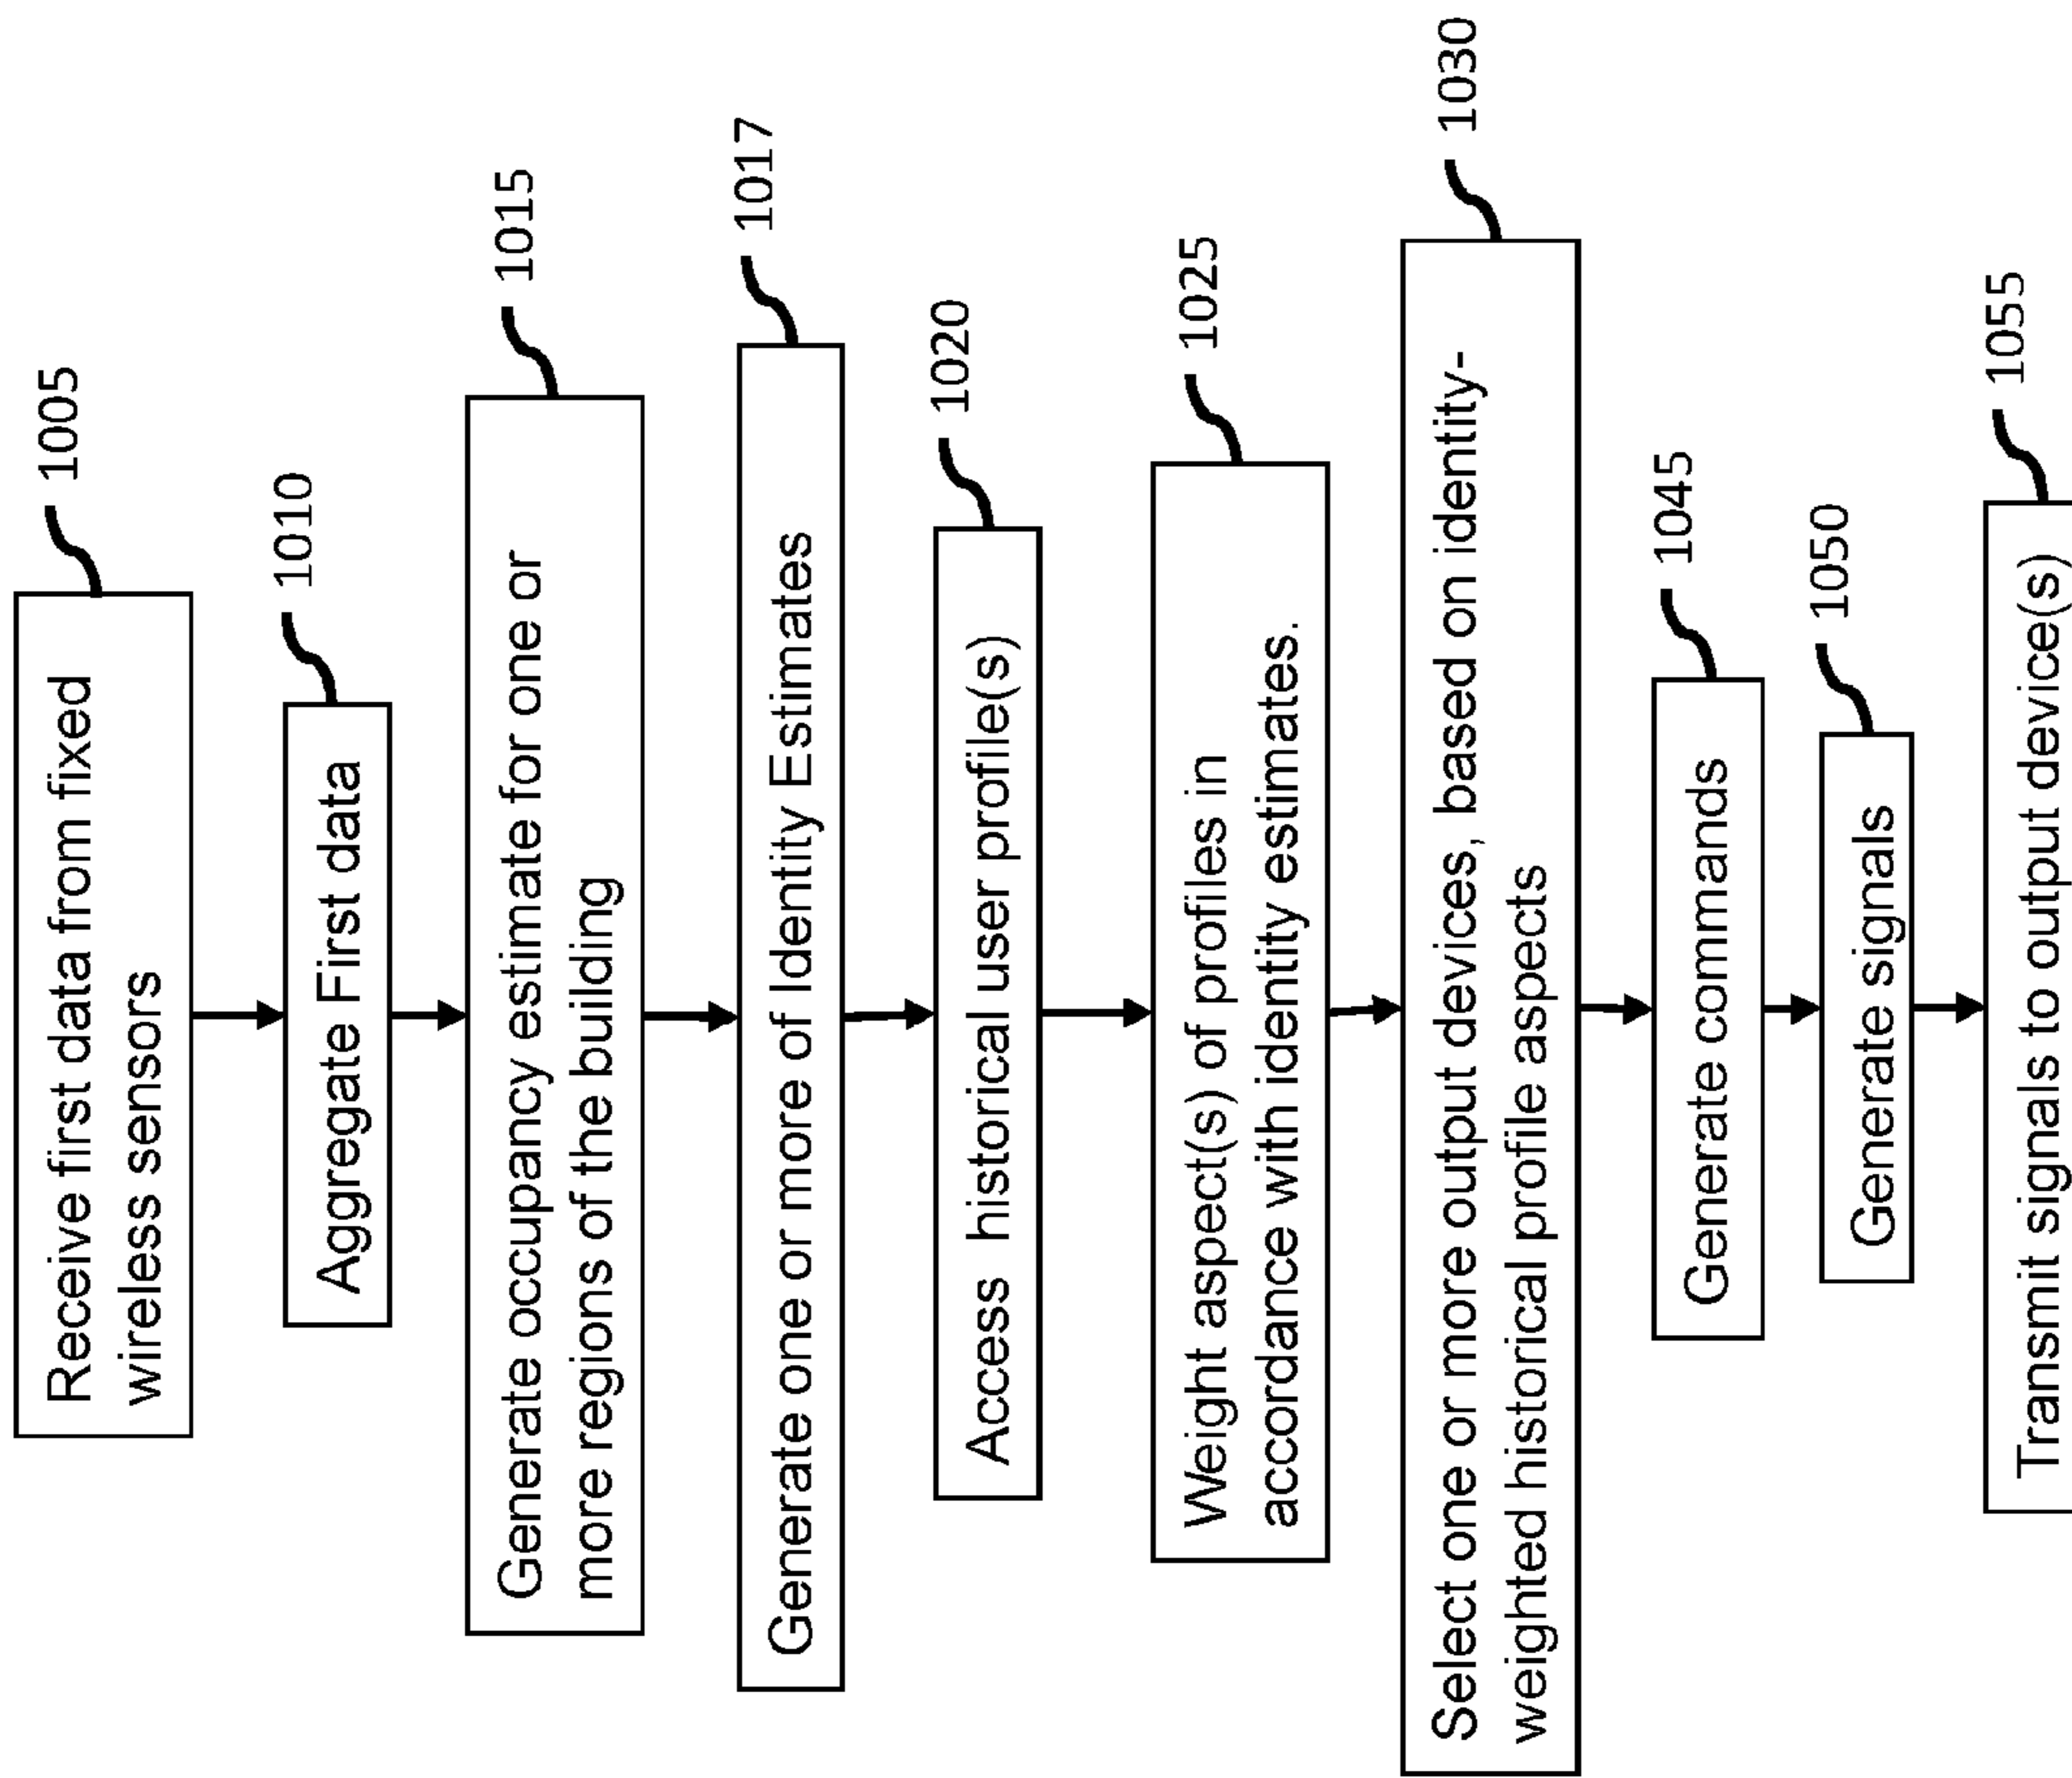 Receive first data from fixed
wireless sensors
1005
Aggregate First data
1010
Generate occupancy estimate for one or
more regions of the building
1015
Generate one or more of Identity Estimates
1017
Access historical user profile(s)
1020
Weight aspect(s) of profiles in
accordance with identity estimates.
1025
Select one or more output devices, based on identity-
weighted historical profile aspects
1030
Generate commands
1045
Generate signals
1050
Transmit signals to output device(s)
1055